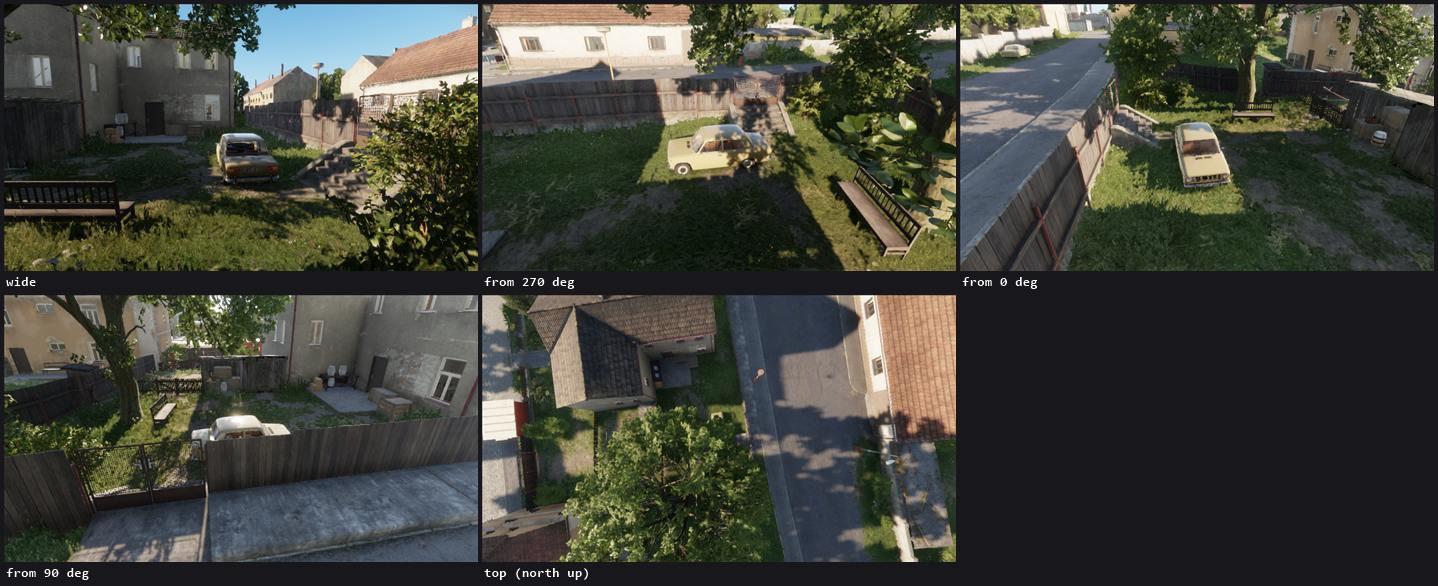 wide
from 270 deg
from 0 deg
from 90 deg
top (north up)